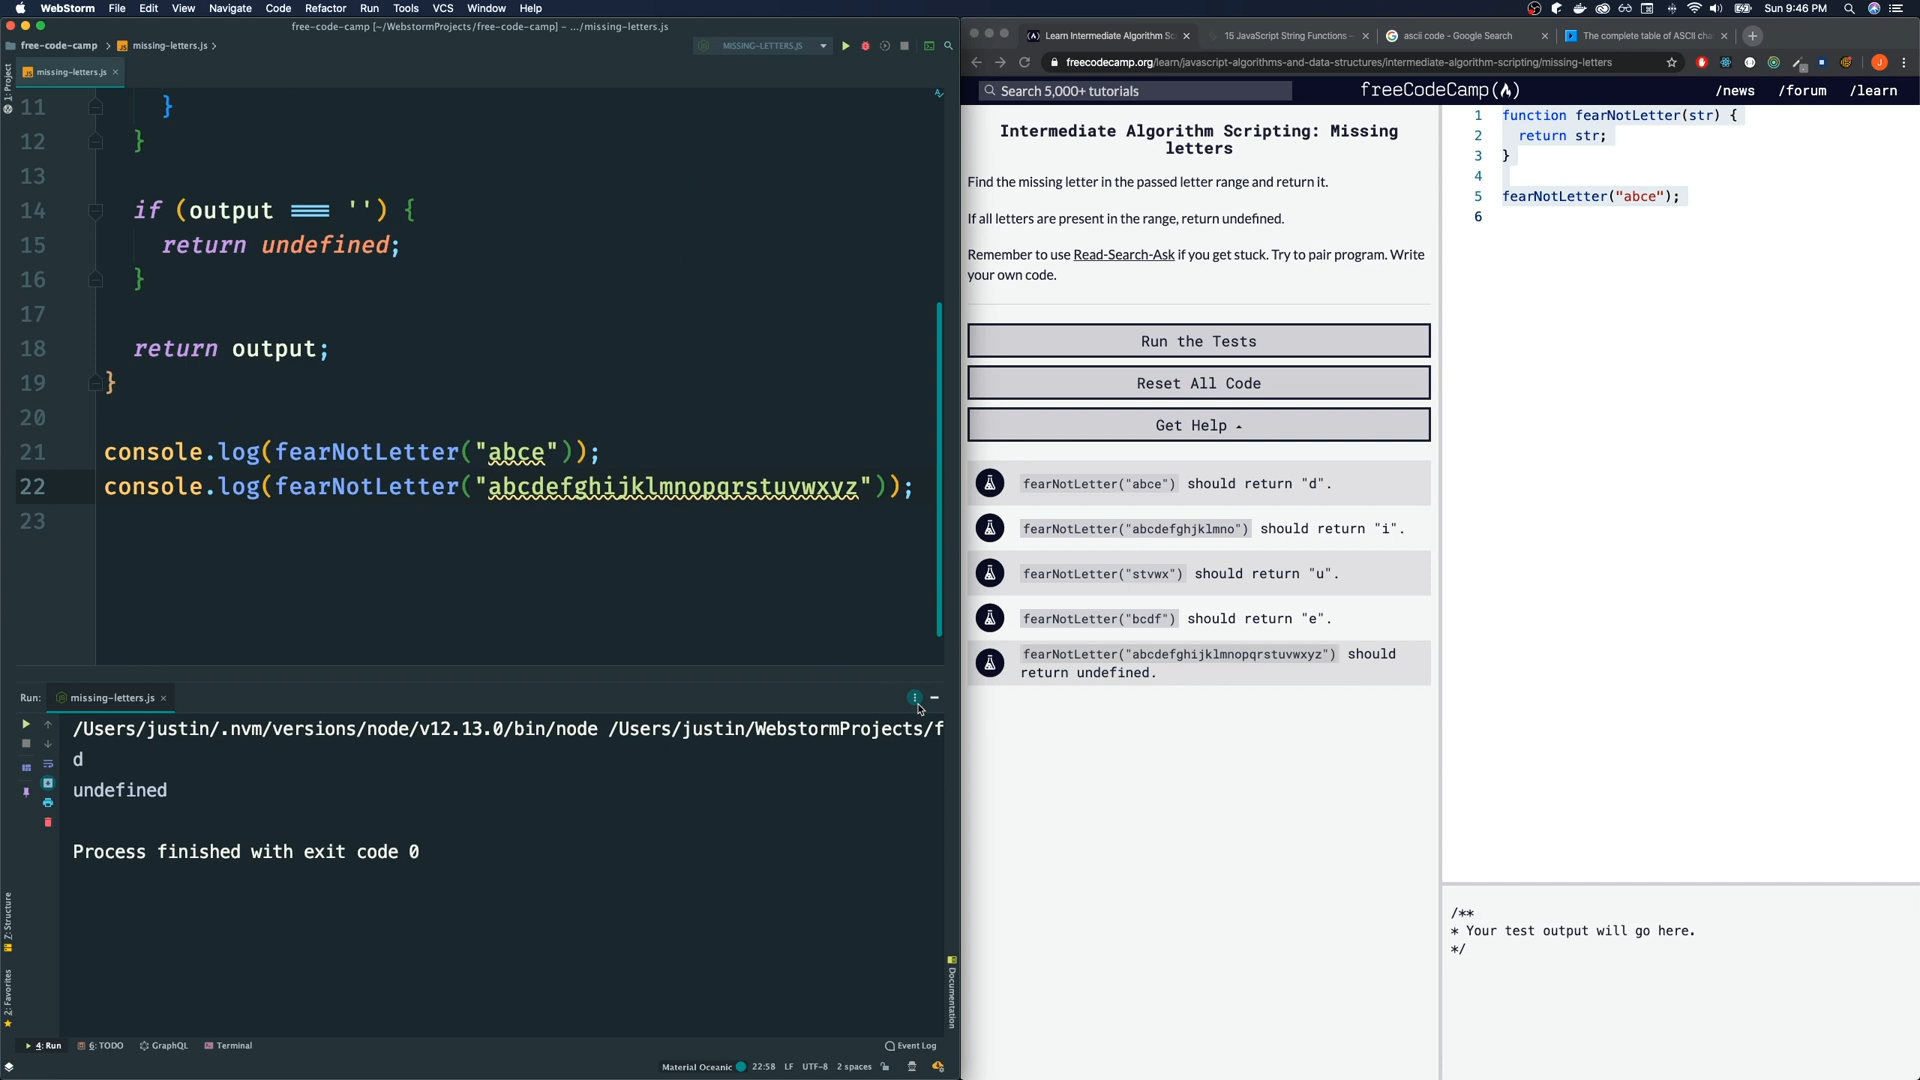 WebStorm File Edit View Navigate Code Refactor Run Tools VCS Window Help
Sun 9:46 PM
free-code-camp [~/WebstormProjects/free-code-camp] – .../missing-letters.js
free-code-camp missing-letters.js
MISSING-LETTERS.JS
missing-letters.js
1: Project
11 }
12 }
13
14 if (output === '') {
15 return undefined;
16 }
17
18 return output;
19 }
20
21 console.log(fearNotLetter("abce"));
22 console.log(fearNotLetter("abcdefghijklmnopqrstuvwxyz"));
23
Run: missing-letters.js
/Users/justin/.nvm/versions/node/v12.13.0/bin/node /Users/justin/WebstormProjects/f
d
undefined
Process finished with exit code 0
Z: Structure
2: Favorites
Documentation
4: Run 6: TODO GraphQL Terminal
Event Log
Material Oceanic 22:58 LF UTF-8 2 spaces
Learn Intermediate Algorithm Sc
15 JavaScript String Functions –
ascii code - Google Search
The complete table of ASCII cha
freecodecamp.org/learn/javascript-algorithms-and-data-structures/intermediate-algorithm-scripting/missing-letters
J
Search 5,000+ tutorials
freeCodeCamp
/news /forum /learn
Intermediate Algorithm Scripting: Missing
letters
Find the missing letter in the passed letter range and return it.
If all letters are present in the range, return undefined.
Remember to use Read-Search-Ask if you get stuck. Try to pair program. Write
your own code.
Run the Tests
Reset All Code
Get Help
fearNotLetter("abce") should return "d".
fearNotLetter("abcdefghjklmno") should return "i".
fearNotLetter("stvwx") should return "u".
fearNotLetter("bcdf") should return "e".
fearNotLetter("abcdefghijklmnopqrstuvwxyz") should
return undefined.
1 function fearNotLetter(str) {
2 return str;
3 }
4
5 fearNotLetter("abce");
6
/**
* Your test output will go here.
*/